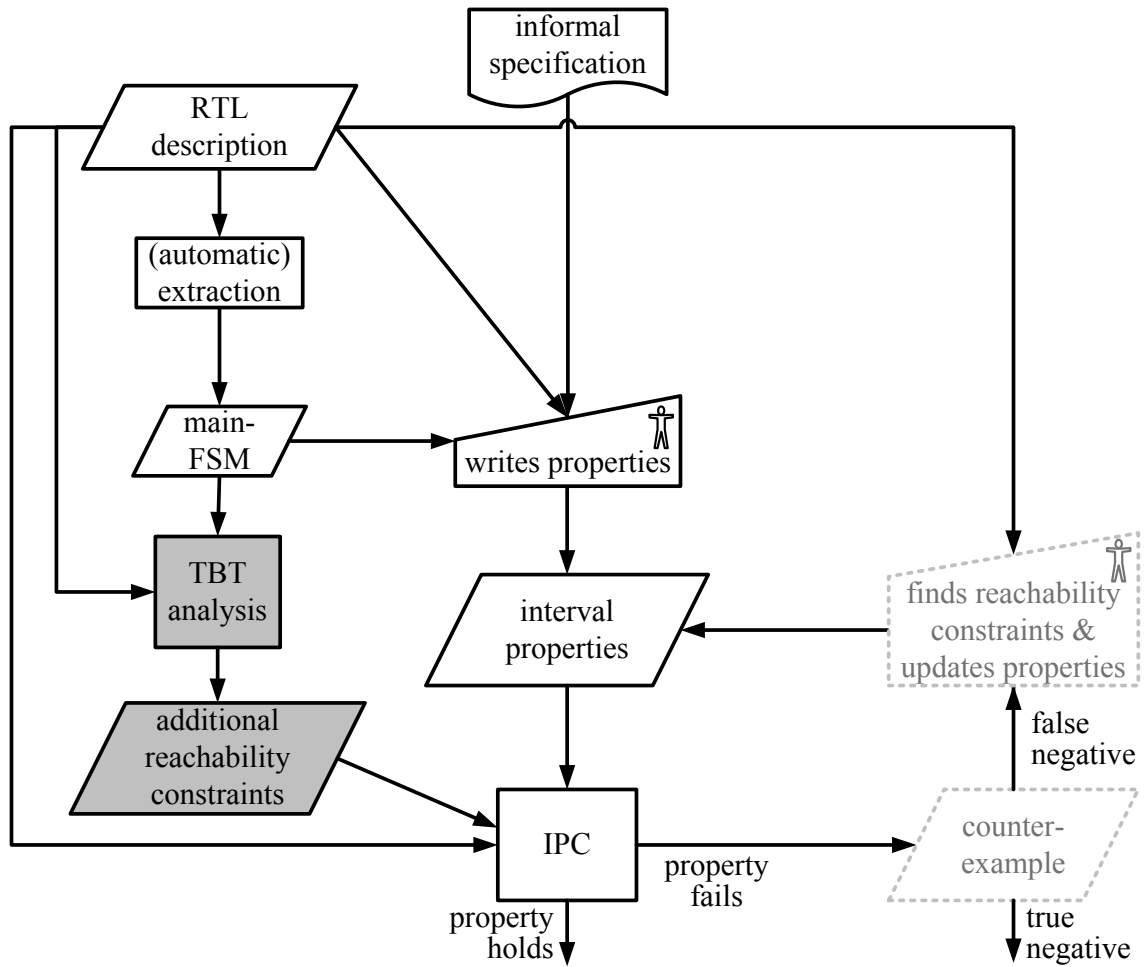 informal
specification
RTL
description
(automatic)
extraction
main-
FSM
writes properties
TBT
analysis
interval
properties
finds reachability
constraints &
updates properties
additional
reachability
constraints
false
negative
IPC
property
fails
counter-
example
property
holds
true
negative